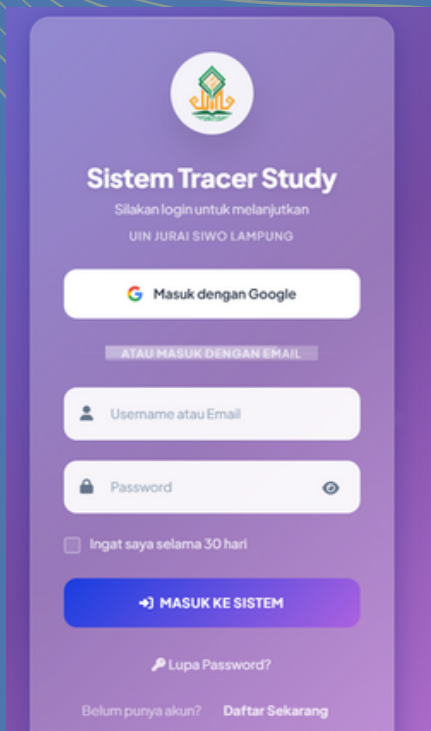 Sistem Tracer Study
Silakan login untuk melanjutkan
UIN JURAI SIWO LAMPUNG
Masuk dengan Google
ATAU MASUK DENGAN EMAIL
Username atau Email
Password
Ingat saya selama 30 hari
MASUK KE SISTEM
Lupa Password?
Belum punya akun? Daftar Sekarang